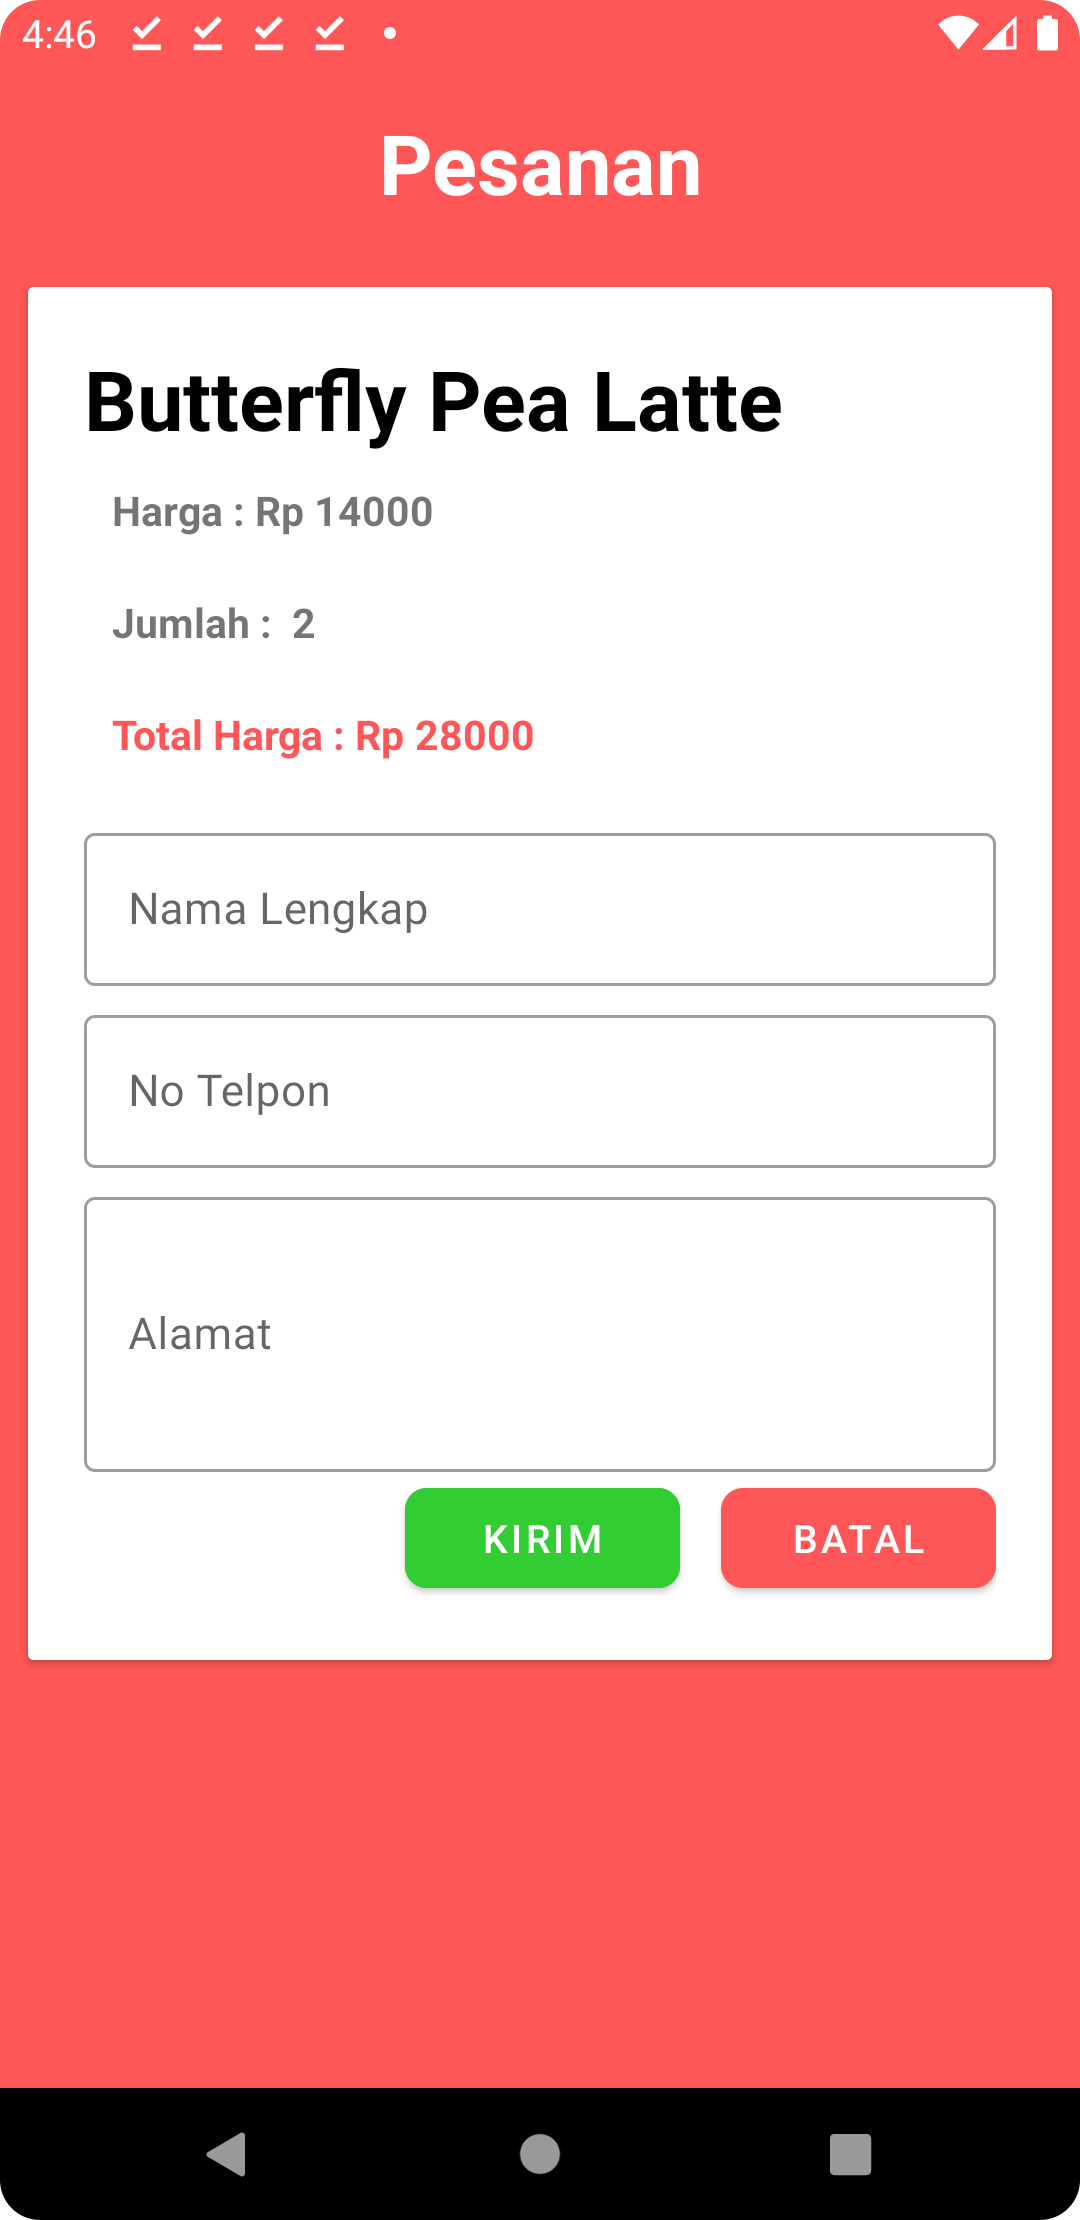 4:46
Pesanan
Butterfly Pea Latte
Harga : Rp 14000
Jumlah :  2
Total Harga : Rp 28000
Nama Lengkap
No Telpon
Alamat
KIRIM BATAL